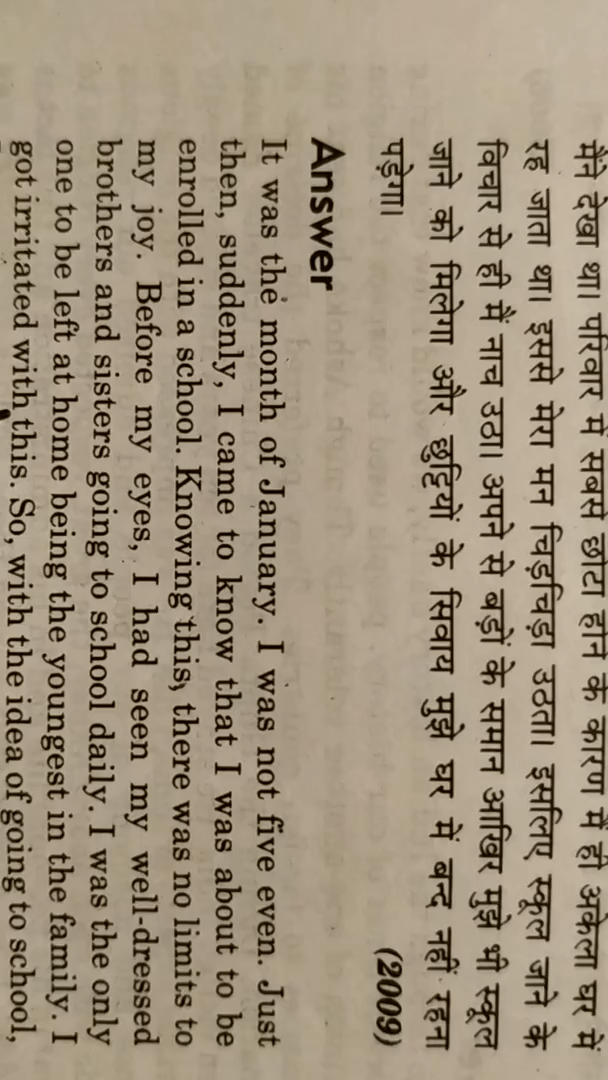 मैंने देखा था। परिवार में सबसे छोटा होने के कारण मैं ही अकेला घर में
रह जाता था। इससे मेरा मन चिड़चिड़ा उठता। इसलिए स्कूल जाने के
विचार से ही मैं नाच उठा। अपने से बड़ों के समान आखिर मुझे भी स्कूल
जाने को मिलेगा और छुट्टियों के सिवाय मुझे घर में बन्द नहीं रहना
पड़ेगा। (2009)
Answer
It was the month of January. I was not five even. Just
then, suddenly, I came to know that I was about to be
enrolled in a school. Knowing this, there was no limits to
my joy. Before my eyes, I had seen my well-dressed
brothers and sisters going to school daily. I was the only
one to be left at home being the youngest in the family. I
got irritated with this. So, with the idea of going to school,